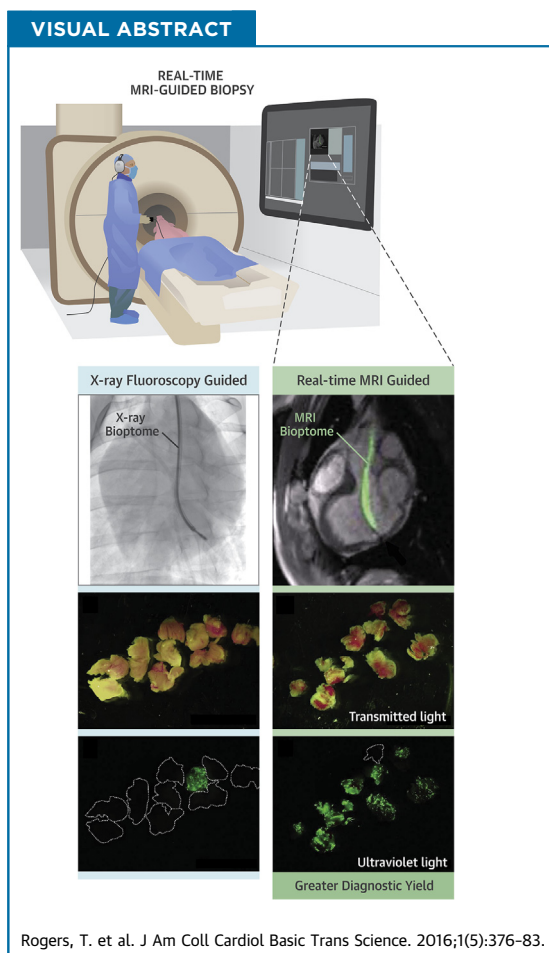 VISUAL ABSTRACT
REAL-TIME
MRI-GUIDED BIOPSY
X-ray Fluoroscopy Guided
Real-time MRI Guided
X-ray
Bioptome
MRI
Bioptome
Transmitted light
Ultraviolet light
Greater Diagnostic Yield
Rogers, T. et al. J Am Coll Cardiol Basic Trans Science. 2016;1(5):376–83.